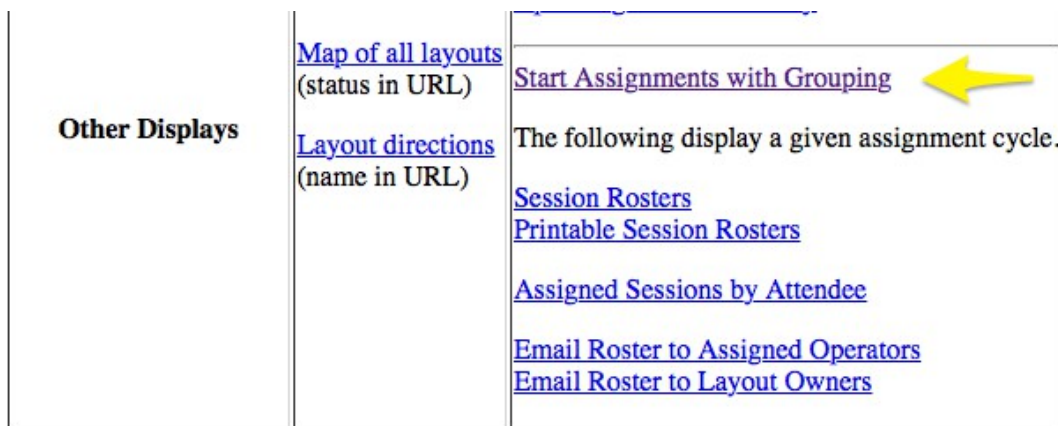 Other Displays
Map of all layouts
(status in URL)
Layout directions
(name in URL)
Start Assignments with Grouping
The following display a given assignment cycle.
Session Rosters
Printable Session Rosters
Assigned Sessions by Attendee
Email Roster to Assigned Operators
Email Roster to Layout Owners